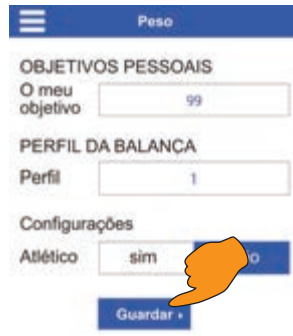 Peso
OBJETIVOS PESSOAIS
O meu
objetivo
99
PERFIL DA BALANÇA
Perfil
1
Configurações
Atlético
sim
Guardar